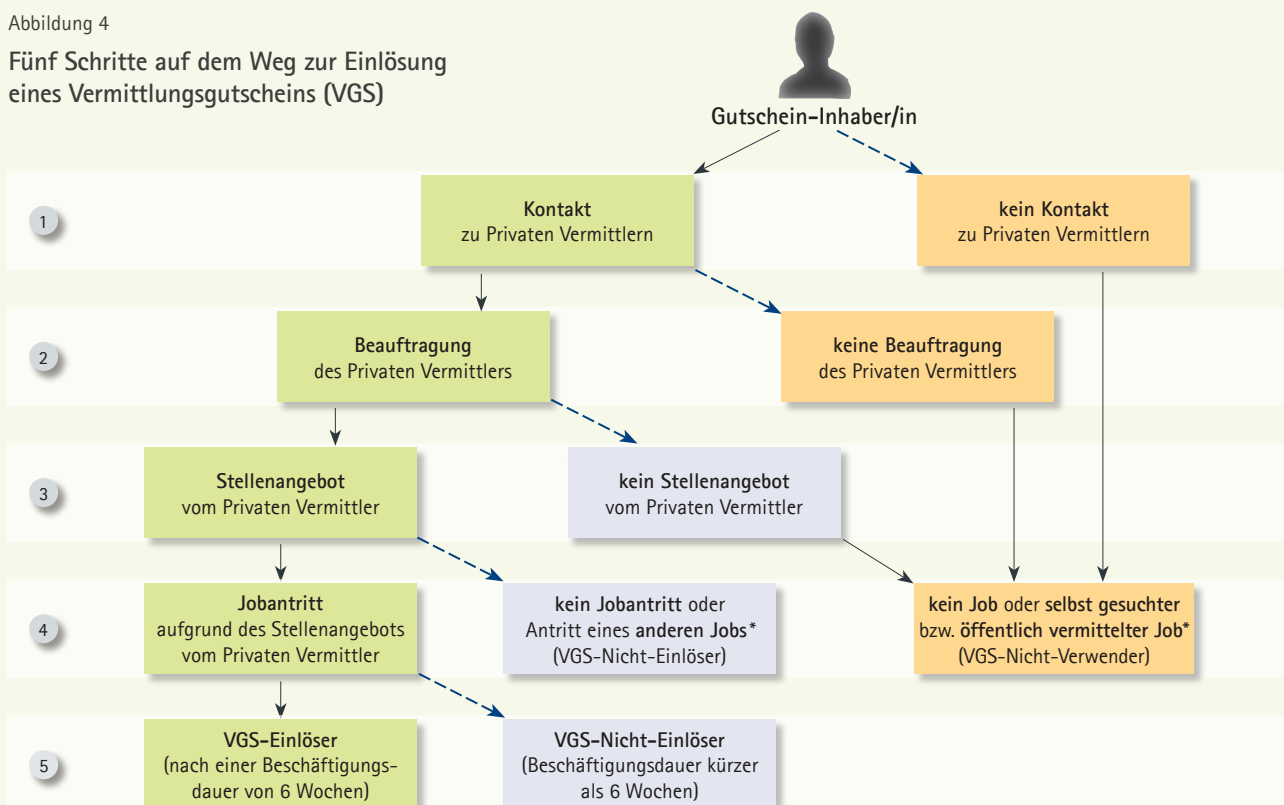 Abbildung 4
Fünf Schritte auf dem Weg zur Einlösung
eines Vermittlungsgutscheins (VGS)
Gutschein-Inhaber/in
1
Kontakt
zu Privaten Vermittlern
kein Kontakt
zu Privaten Vermittlern
2
Beauftragung
des Privaten Vermittlers
keine Beauftragung
des Privaten Vermittlers
3
Stellenangebot
vom Privaten Vermittler
kein Stellenangebot
vom Privaten Vermittler
4
Jobantritt
aufgrund des Stellenangebots
vom Privaten Vermittler
kein Jobantritt oder
Antritt eines anderen Jobs*
(VGS-Nicht-Einlöser)
kein Job oder selbst gesuchter
bzw. öffentlich vermittelter Job*
(VGS-Nicht-Verwender)
5
VGS-Einlöser
(nach einer Beschäftigungs-
dauer von 6 Wochen)
VGS-Nicht-Einlöser
(Beschäftigungsdauer kürzer
als 6 Wochen)